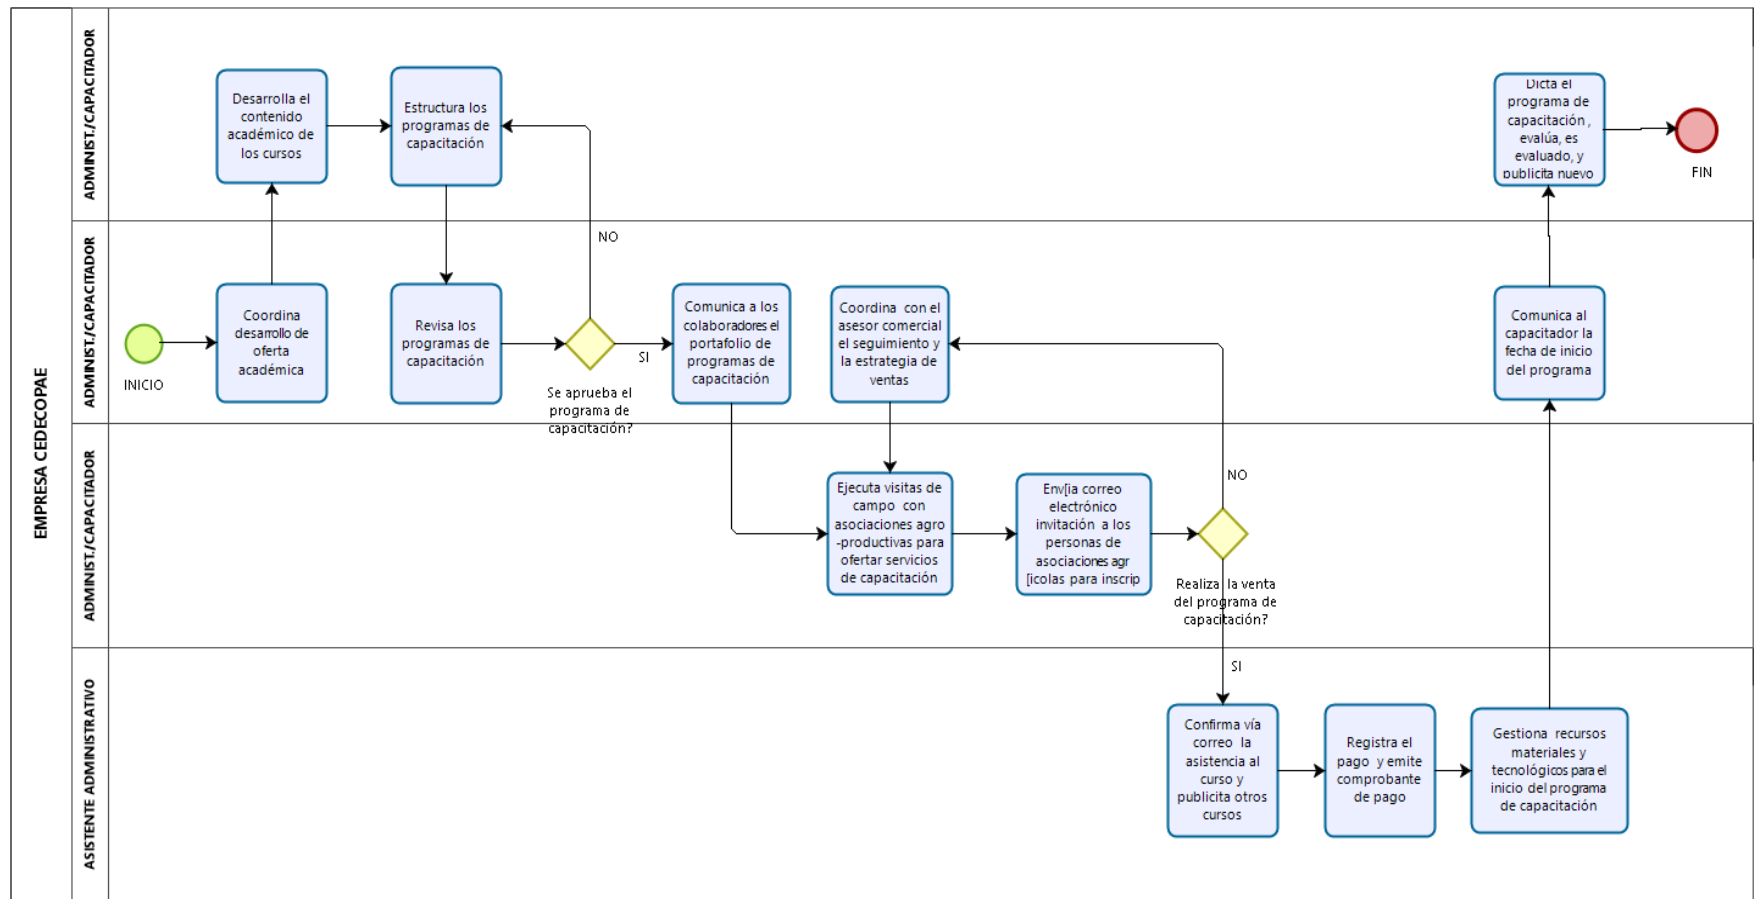 EMPRESA CEDECOPAE
ADMINIST./CAPACITADOR
Desarrolla el
contenido
académico de
los cursos
Estructura los
programas de
capacitación
Dicta el
programa de
capacitación ,
evalúa, es
evaluado, y
publicita nuevo
FIN
ADMINIST./CAPACITADOR
INICIO
Coordina
desarrollo de
oferta
académica
Revisa los
programas de
capacitación
NO
SI
Se aprueba el
programa de
capacitación?
Comunica a los
colaboradores el
portafolio de
programas de
capacitación
Coordina con el
asesor comercial
el seguimiento y
la estrategia de
ventas
Comunica al
capacitador la
fecha de inicio
del programa
ADMINIST./CAPACITADOR
Ejecuta visitas de
campo con
asociaciones agro
-productivas para
ofertar servicios
de capacitación
Env[ia correo
electrónico
invitación a los
personas de
asociaciones agr
[icolas para inscrip
NO
Realiza la venta
del programa de
capacitación?
ASISTENTE ADMINISTRATIVO
SI
Confirma vía
correo la
asistencia al
curso y
publicita otros
cursos
Registra el
pago y emite
comprobante
de pago
Gestiona recursos
materiales y
tecnológicos para el
inicio del programa
de capacitación